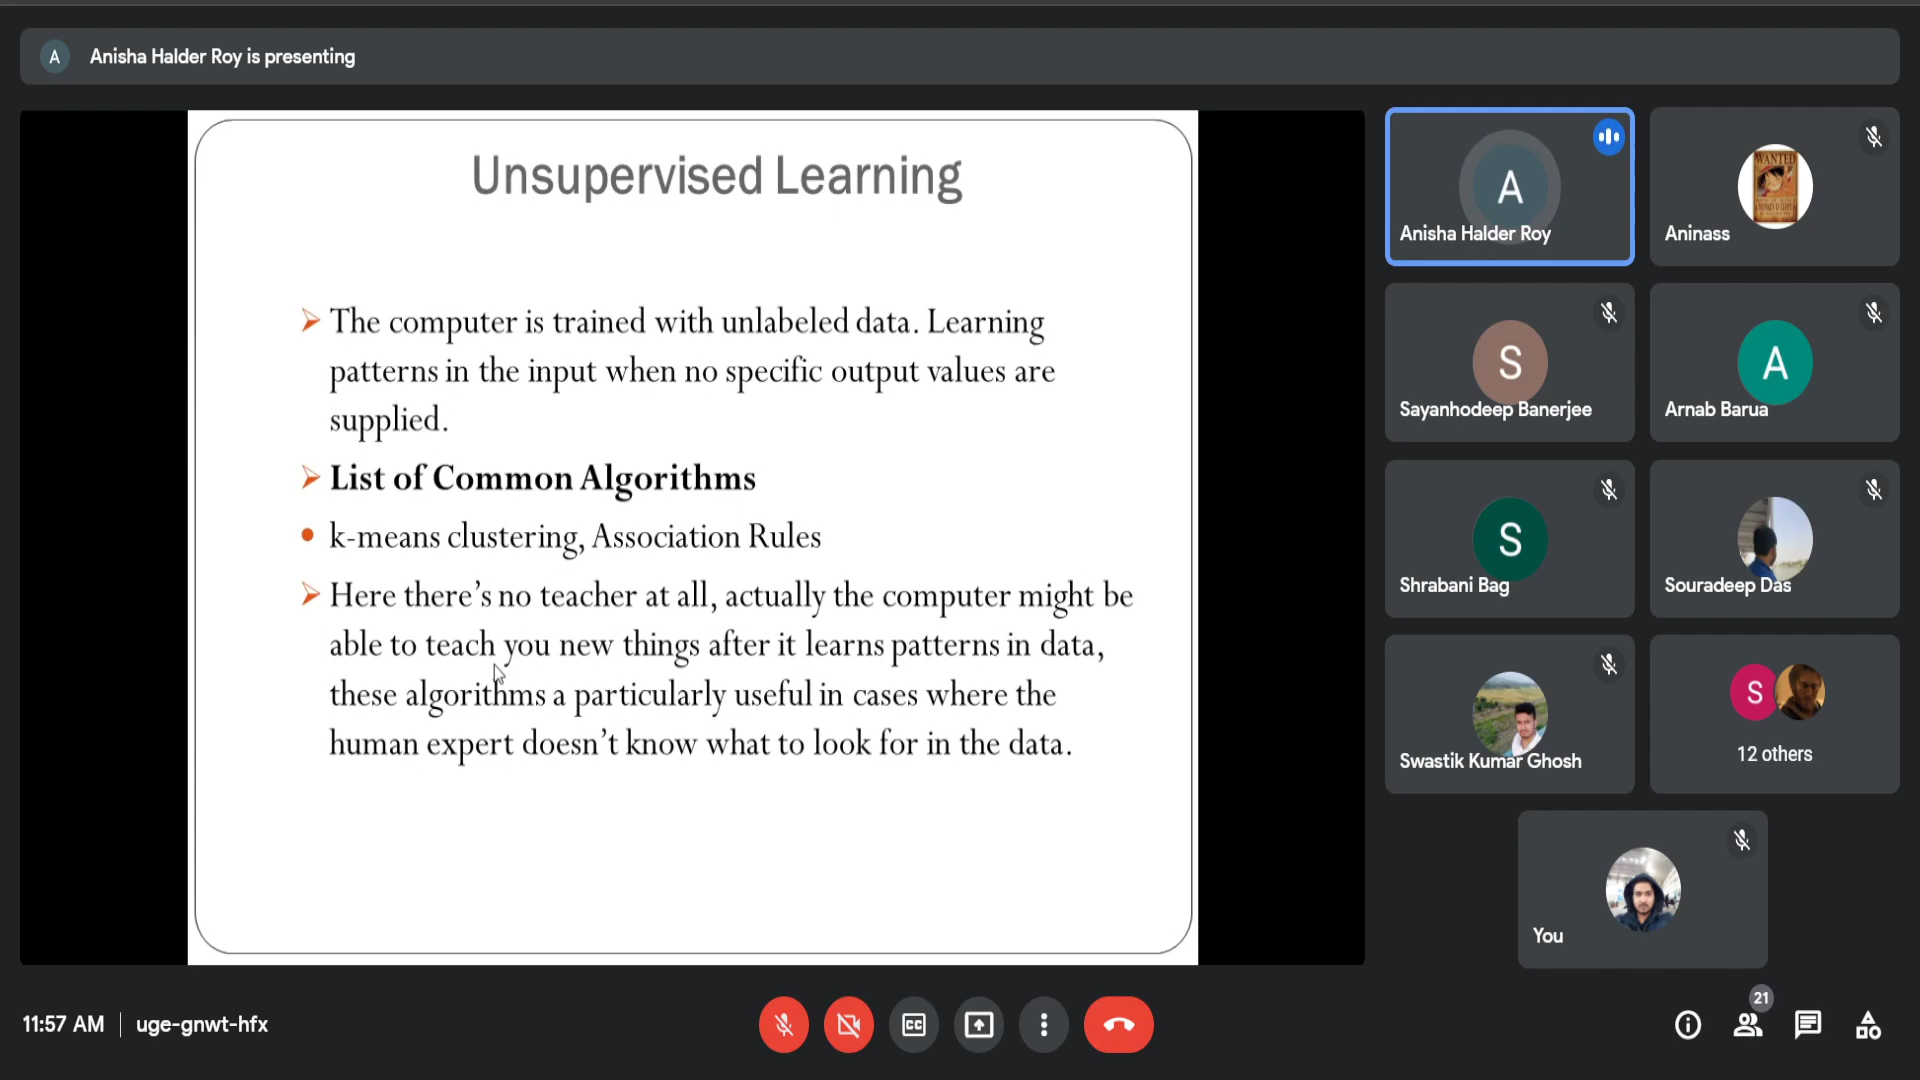 A Anisha Halder Roy is presenting
Unsupervised Learning
The computer is trained with unlabeled data. Learning
patterns in the input when no specific output values are
supplied.
List of Common Algorithms
k-means clustering, Association Rules
Here there's no teacher at all, actually the computer might be
able to teach you new things after it learns patterns in data,
these algorithms a particularly useful in cases where the
human expert doesn't know what to look for in the data.
A
Anisha Halder Roy
WANTED
Aninass
S
Sayanhodeep Banerjee
A
Arnab Barua
S
Shrabani Bag
Souradeep Das
Swastik Kumar Ghosh
S
12 others
You
11:57 AM | uge-gnwt-hfx
CC
21